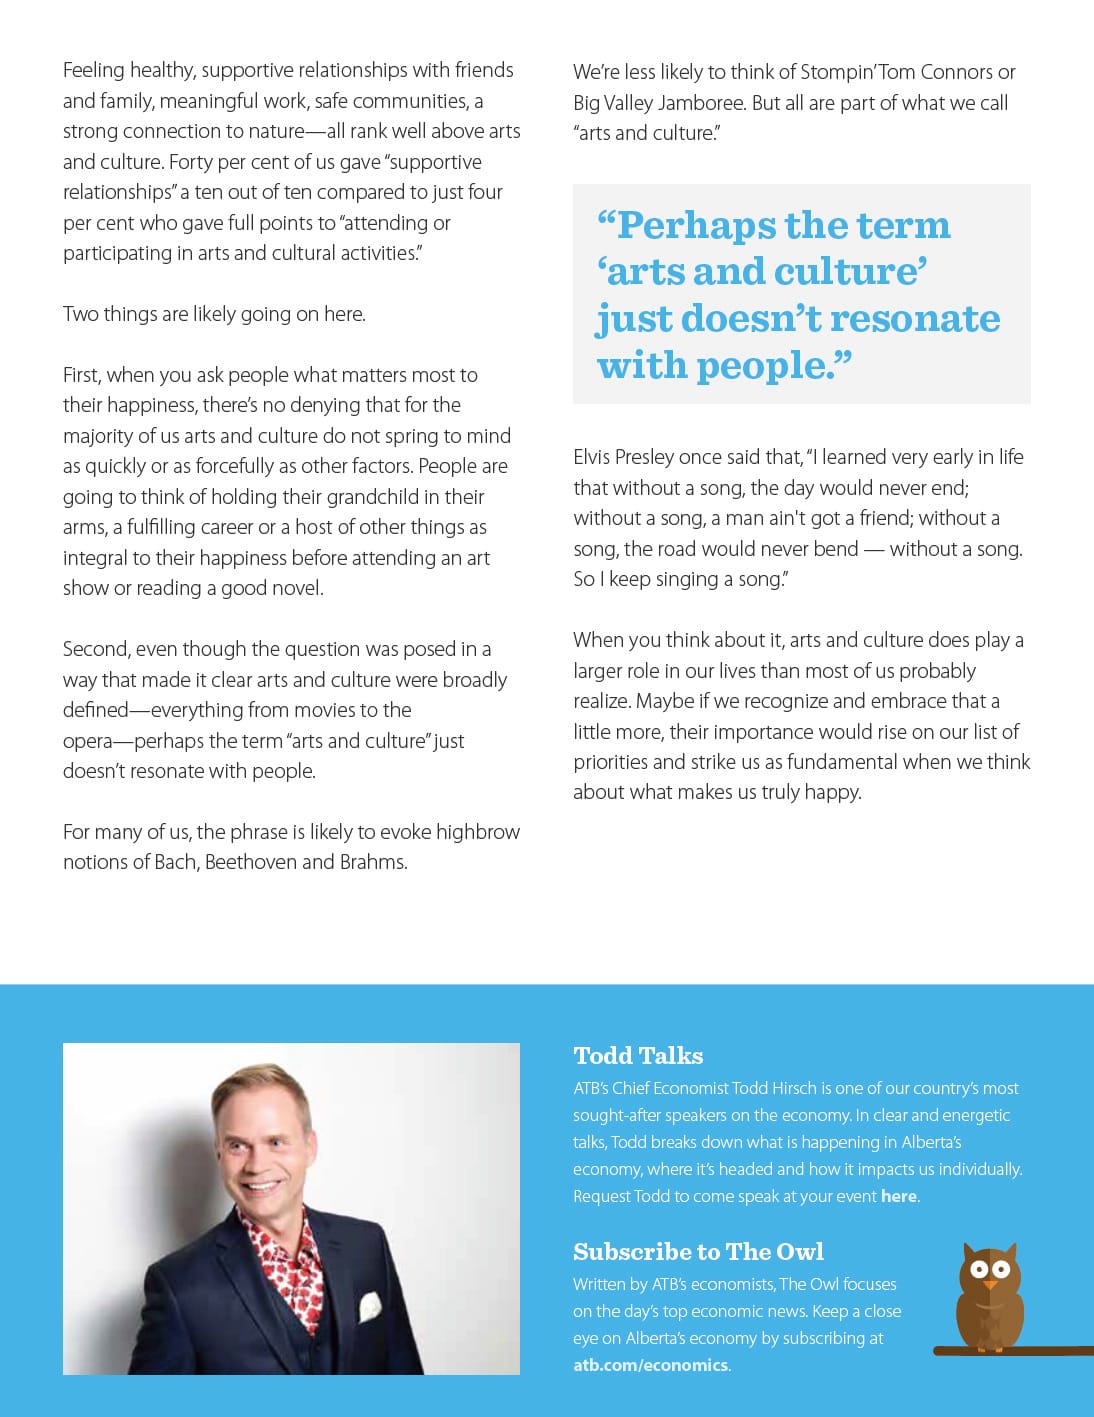 Feeling healthy, supportive relationships with friends
and family, meaningful work, safe communities, a
strong connection to nature—all rank well above arts
and culture. Forty per cent of us gave “supportive
relationships” a ten out of ten compared to just four
per cent who gave full points to “attending or
participating in arts and cultural activities.”
Two things are likely going on here.
First, when you ask people what matters most to
their happiness, there’s no denying that for the
majority of us arts and culture do not spring to mind
as quickly or as forcefully as other factors. People are
going to think of holding their grandchild in their
arms, a fulfilling career or a host of other things as
integral to their happiness before attending an art
show or reading a good novel.
Second, even though the question was posed in a
way that made it clear arts and culture were broadly
defined—everything from movies to the
opera—perhaps the term “arts and culture” just
doesn’t resonate with people.
For many of us, the phrase is likely to evoke highbrow
notions of Bach, Beethoven and Brahms.
We’re less likely to think of Stompin’ Tom Connors or
Big Valley Jamboree. But all are part of what we call
“arts and culture.”
“Perhaps the term
‘arts and culture’
just doesn’t resonate
with people.”
Elvis Presley once said that, “I learned very early in life
that without a song, the day would never end;
without a song, a man ain't got a friend; without a
song, the road would never bend — without a song.
So I keep singing a song.”
When you think about it, arts and culture does play a
larger role in our lives than most of us probably
realize. Maybe if we recognize and embrace that a
little more, their importance would rise on our list of
priorities and strike us as fundamental when we think
about what makes us truly happy.
Todd Talks
ATB’s Chief Economist Todd Hirsch is one of our country’s most
sought-after speakers on the economy. In clear and energetic
talks, Todd breaks down what is happening in Alberta’s
economy, where it’s headed and how it impacts us individually.
Request Todd to come speak at your event here.
Subscribe to The Owl
Written by ATB’s economists, The Owl focuses
on the day’s top economic news. Keep a close
eye on Alberta’s economy by subscribing at
atb.com/economics.